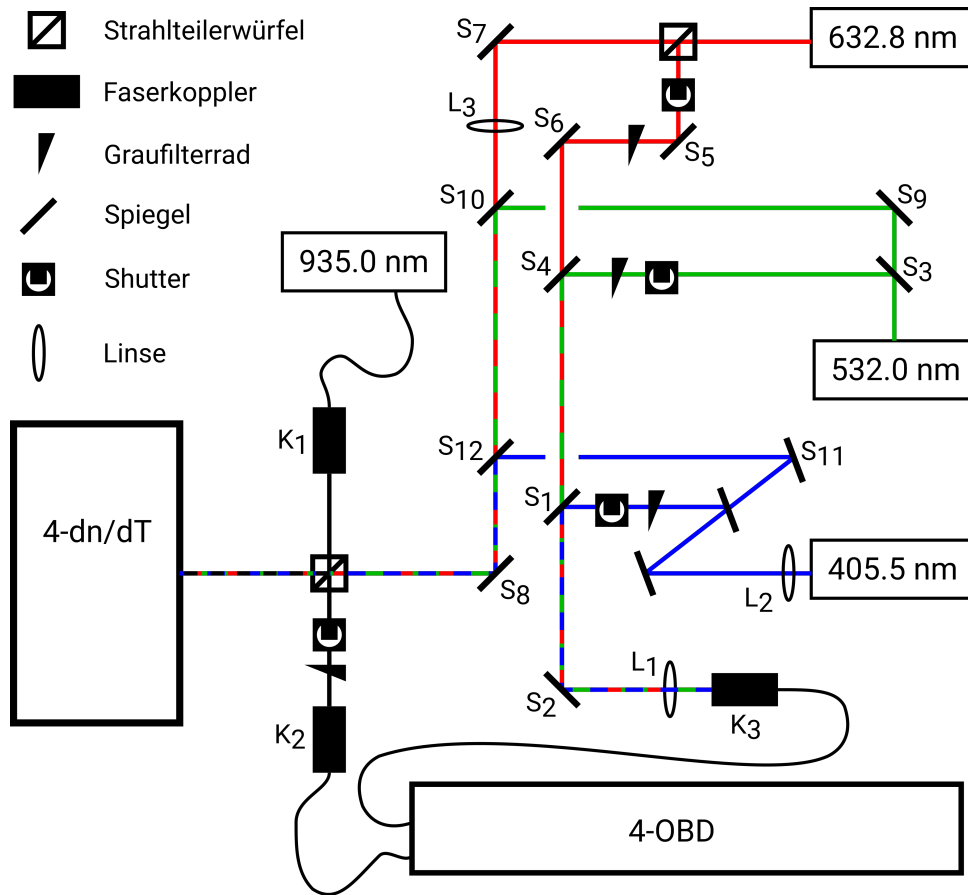 Strahlteilerwürfel
Faserkoppler
Graufilterrad
Spiegel
Shutter
Linse
S7
632.8 nm
L3
S6
S5
S10
S9
S4
S3
935.0 nm
532.0 nm
K1
S12
S11
S1
4-dn/dT
S8
L2
405.5 nm
L1
S2
K3
K2
4-OBD